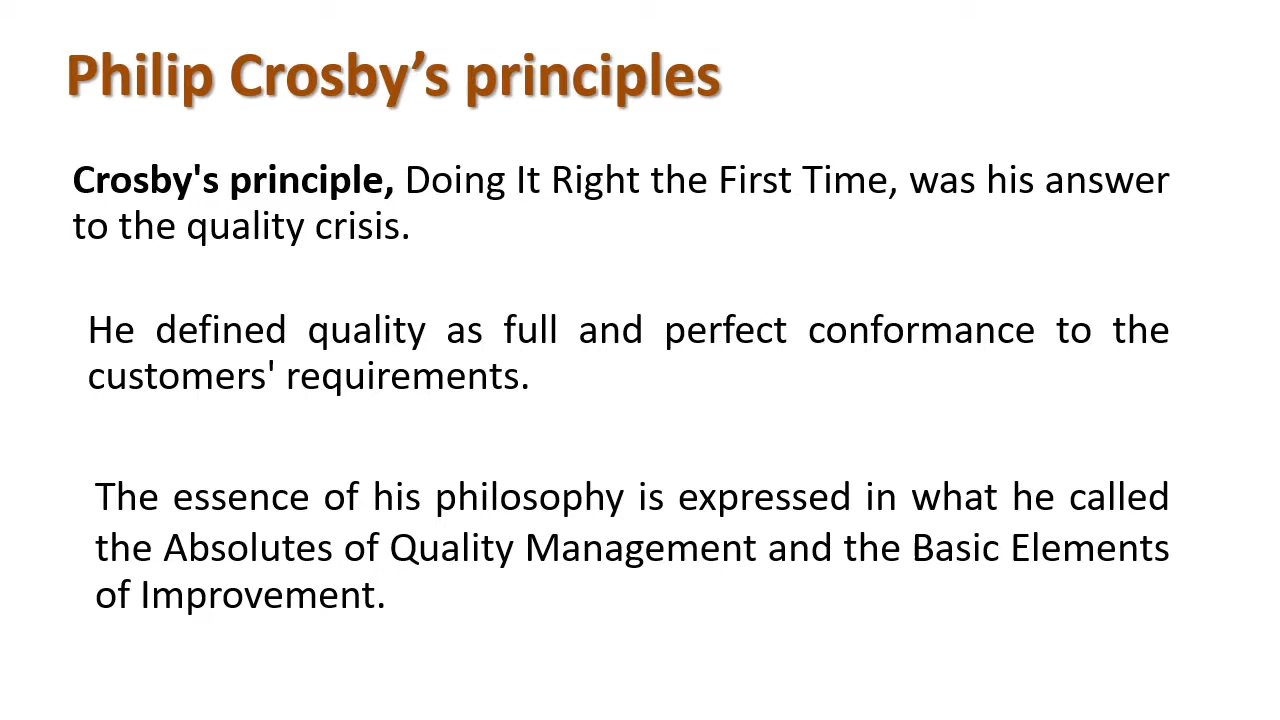 Philip Crosby’s principles
Crosby's principle, Doing It Right the First Time, was his answer
to the quality crisis.
He defined quality as full and perfect conformance to the
customers' requirements.
The essence of his philosophy is expressed in what he called
the Absolutes of Quality Management and the Basic Elements
of Improvement.